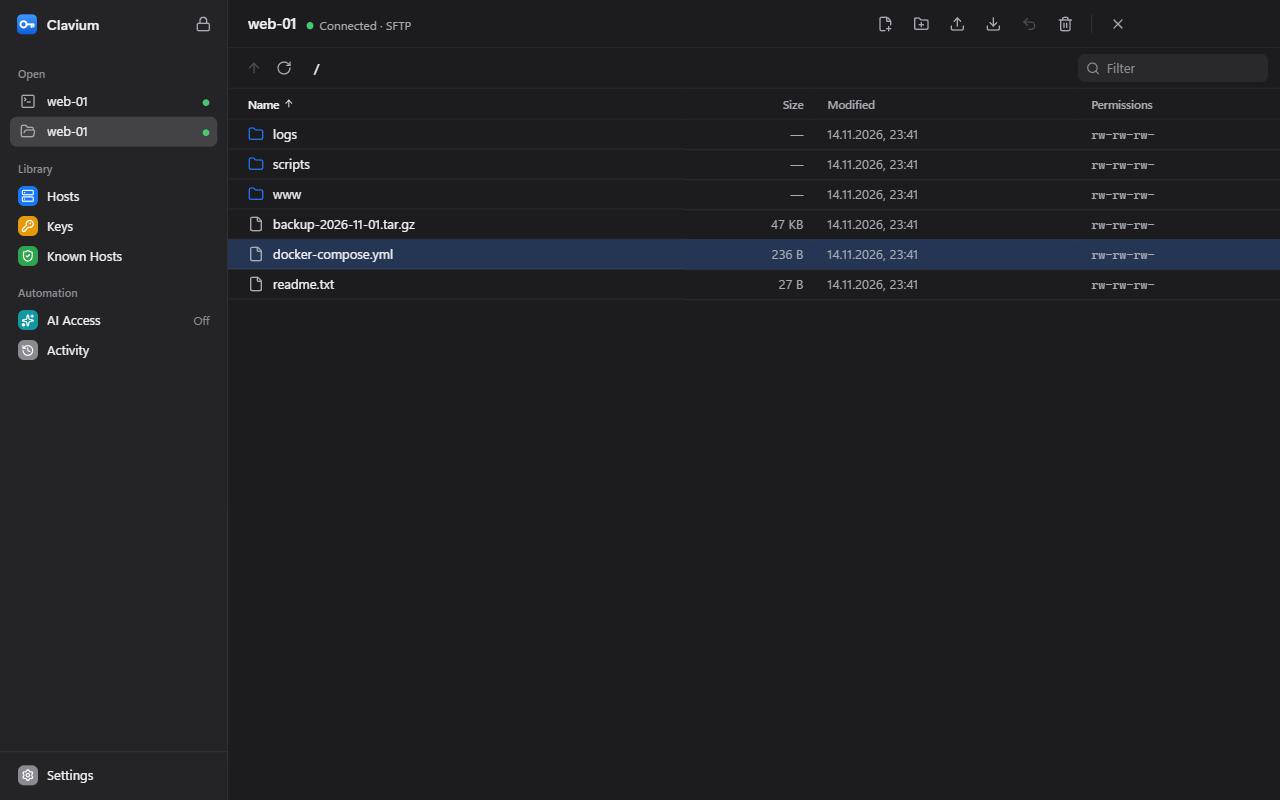 Clavium
web-01 Connected · SFTP
/
Filter
Open
web-01
web-01
Library
Hosts
Keys
Known Hosts
Automation
AI Access Off
Activity
Settings
Name Size Modified Permissions
logs — 14.11.2026, 23:41 rw-rw-rw-
scripts — 14.11.2026, 23:41 rw-rw-rw-
www — 14.11.2026, 23:41 rw-rw-rw-
backup-2026-11-01.tar.gz 47 KB 14.11.2026, 23:41 rw-rw-rw-
docker-compose.yml 236 B 14.11.2026, 23:41 rw-rw-rw-
readme.txt 27 B 14.11.2026, 23:41 rw-rw-rw-